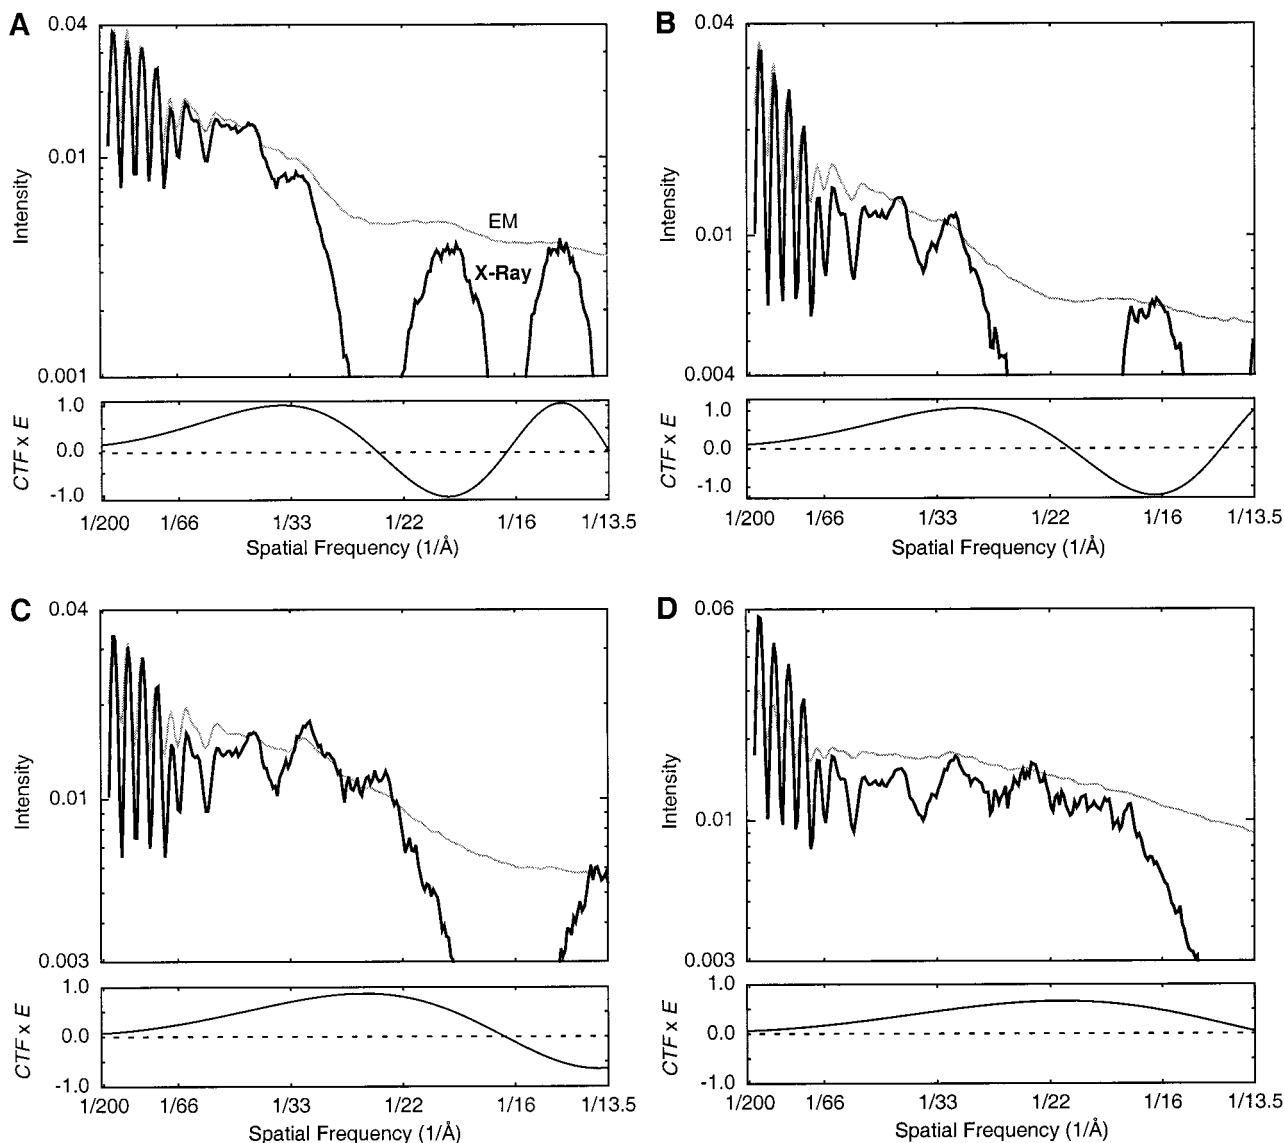 A
0.04
0.01
0.001
Intensity
EM
X-Ray
1.0
0.0
-1.0
CTF x E
1/200 1/66 1/33 1/22 1/16 1/13.5
Spatial Frequency (1/Å)
B
0.04
0.01
0.004
Intensity
1.0
0.0
-1.0
CTF x E
1/200 1/66 1/33 1/22 1/16 1/13.5
Spatial Frequency (1/Å)
C
0.04
0.01
0.003
Intensity
1.0
0.0
-1.0
CTF x E
1/200 1/66 1/33 1/22 1/16 1/13.5
Spatial Frequency (1/Å)
D
0.06
0.01
0.003
Intensity
1.0
0.0
-1.0
CTF x E
1/200 1/66 1/33 1/22 1/16 1/13.5
Spatial Frequency (1/Å)